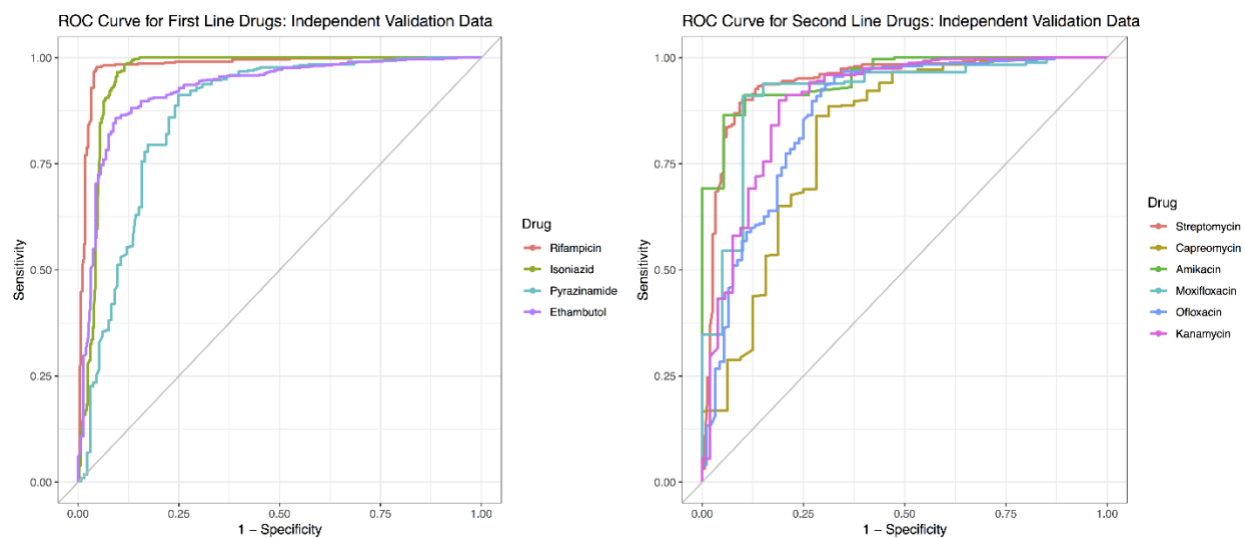 ROC Curve for First Line Drugs: Independent Validation Data
1.00
0.75
0.50
0.25
0.00
Sensitivity
0.00 0.25 0.50 0.75 1.00
1 – Specificity
Drug
Rifampicin
Isoniazid
Pyrazinamide
Ethambutol
ROC Curve for Second Line Drugs: Independent Validation Data
1.00
0.75
0.50
0.25
0.00
Sensitivity
0.00 0.25 0.50 0.75 1.00
1 – Specificity
Drug
Streptomycin
Capreomycin
Amikacin
Moxifloxacin
Ofloxacin
Kanamycin